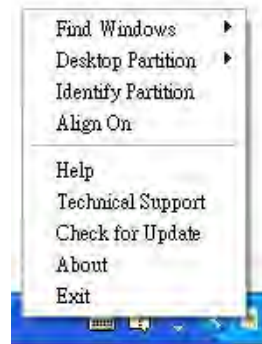 Find Windows
Desktop Partition
Identify Partition
Align On
Help
Technical Support
Check for Update
About
Exit